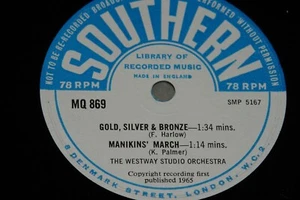 NOT TO BE RE-RECORDED BROADCAST PERFORMED WITHOUT PERMISSION
SOUTHERN
LIBRARY OF
RECORDED MUSIC
MADE IN ENGLAND
78 RPM
78 RPM
MQ 869
SMP 5167
GOLD, SILVER & BRONZE—1:34 mins.
(F. Harlow)
MANIKINS' MARCH—1:14 mins.
(K. Palmer)
THE WESTWAY STUDIO ORCHESTRA
Copyright recording first
published 1965
8 DENMARK STREET, LONDON, W.C.2.